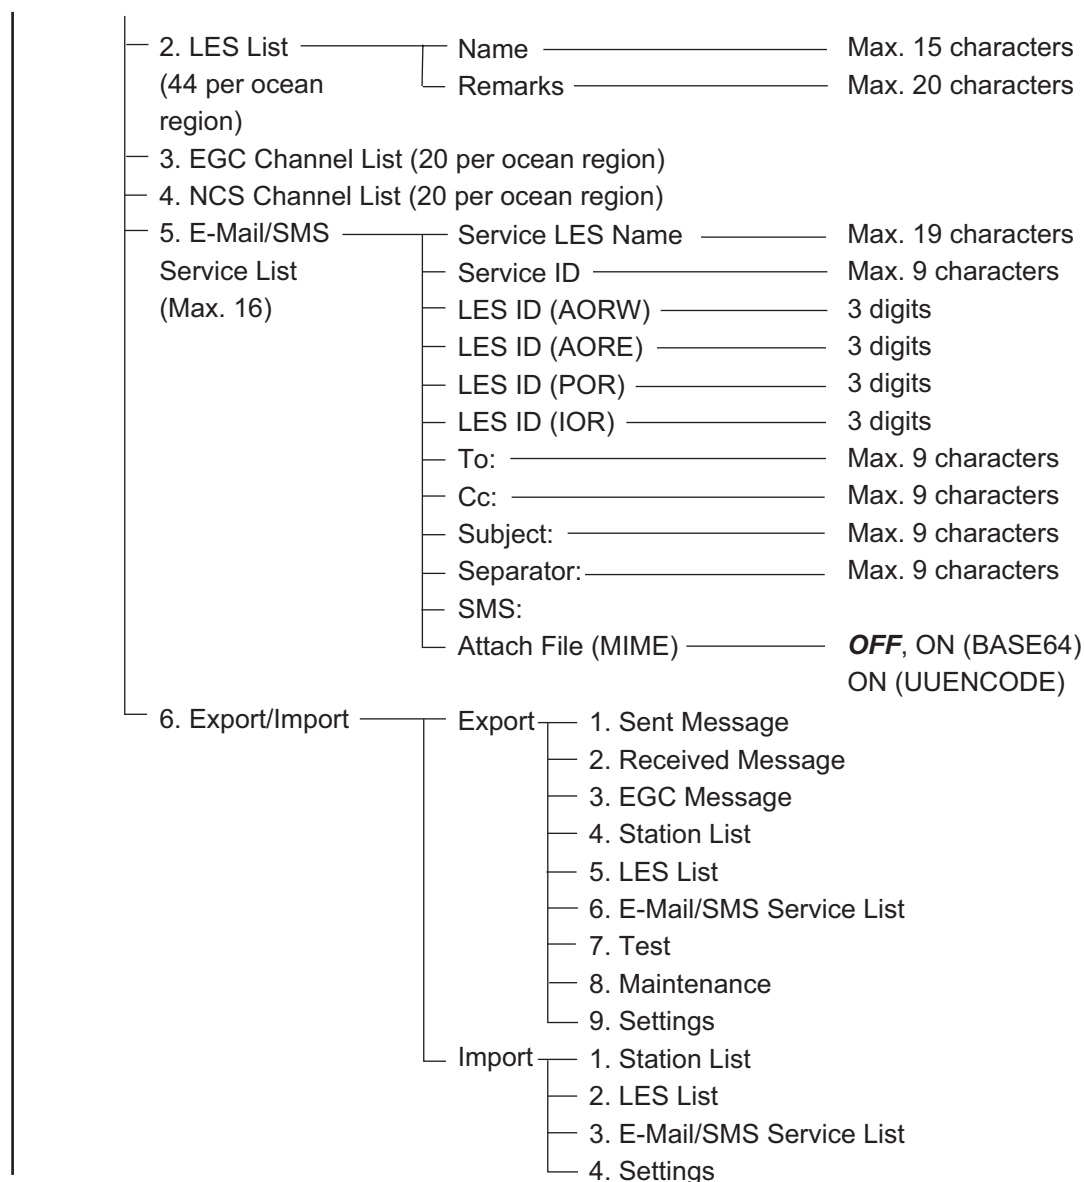 2. LES List Name Max. 15 characters
(44 per ocean Remarks Max. 20 characters
region)
3. EGC Channel List (20 per ocean region)
4. NCS Channel List (20 per ocean region)
5. E-Mail/SMS Service LES Name Max. 19 characters
Service List Service ID Max. 9 characters
(Max. 16) LES ID (AORW) 3 digits
LES ID (AORE) 3 digits
LES ID (POR) 3 digits
LES ID (IOR) 3 digits
To: Max. 9 characters
Cc: Max. 9 characters
Subject: Max. 9 characters
Separator: Max. 9 characters
SMS:
Attach File (MIME) OFF, ON (BASE64)
ON (UUENCODE)
6. Export/Import Export 1. Sent Message
2. Received Message
3. EGC Message
4. Station List
5. LES List
6. E-Mail/SMS Service List
7. Test
8. Maintenance
9. Settings
Import 1. Station List
2. LES List
3. E-Mail/SMS Service List
4. Settings